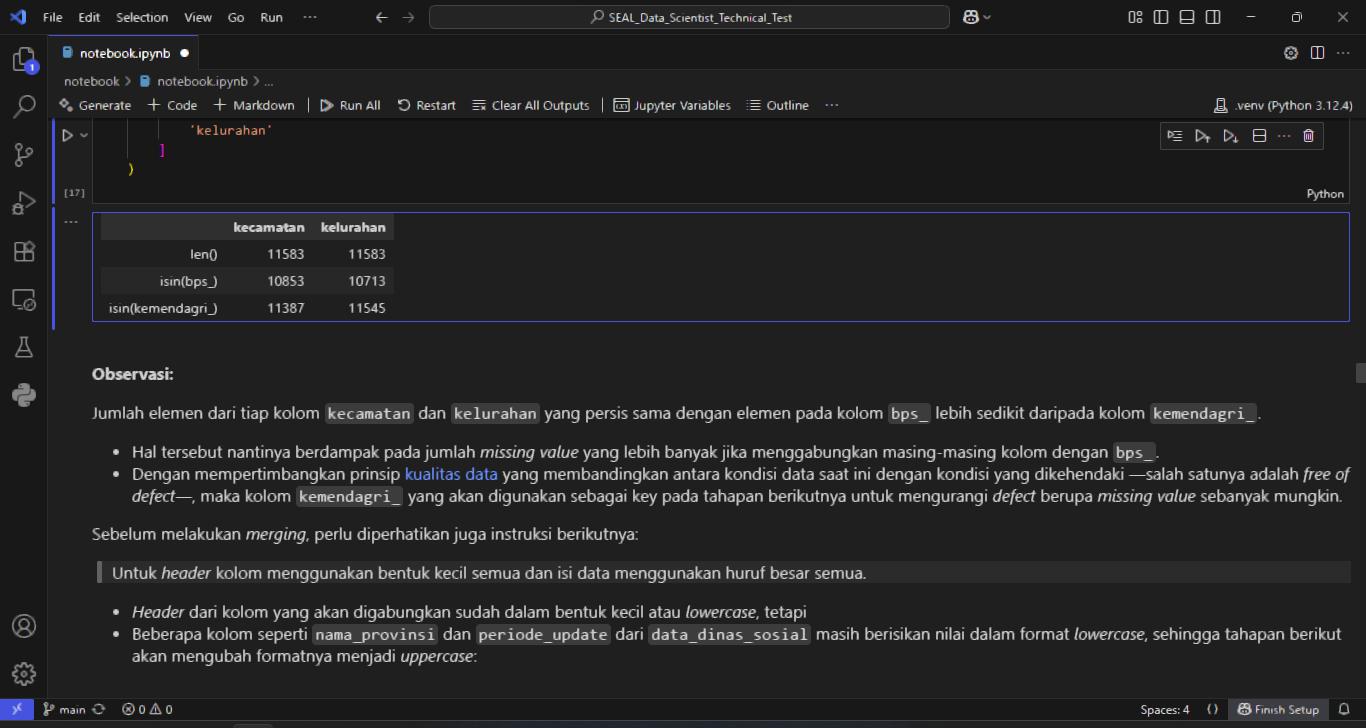 File Edit Selection View Go Run ···
SEAL_Data_Scientist_Technical_Test
notebook.ipynb
notebook > notebook.ipynb > ...
Generate + Code + Markdown Run All Restart Clear All Outputs Jupyter Variables Outline ··· .venv (Python 3.12.4)
1
'kelurahan'
]
)
[17]
Python
kecamatan kelurahan
len() 11583 11583
isin(bps_) 10853 10713
isin(kemendagri_) 11387 11545
Observasi:
Jumlah elemen dari tiap kolom kecamatan dan kelurahan yang persis sama dengan elemen pada kolom bps_ lebih sedikit daripada kolom kemendagri_.
• Hal tersebut nantinya berdampak pada jumlah missing value yang lebih banyak jika menggabungkan masing-masing kolom dengan bps_.
• Dengan mempertimbangkan prinsip kualitas data yang membandingkan antara kondisi data saat ini dengan kondisi yang dikehendaki —salah satunya adalah free of
defect—, maka kolom kemendagri_ yang akan digunakan sebagai key pada tahapan berikutnya untuk mengurangi defect berupa missing value sebanyak mungkin.
Sebelum melakukan merging, perlu diperhatikan juga instruksi berikutnya:
Untuk header kolom menggunakan bentuk kecil semua dan isi data menggunakan huruf besar semua.
• Header dari kolom yang akan digabungkan sudah dalam bentuk kecil atau lowercase, tetapi
• Beberapa kolom seperti nama_provinsi dan periode_update dari data_dinas_sosial masih berisikan nilai dalam format lowercase, sehingga tahapan berikut
akan mengubah formatnya menjadi uppercase:
main 0 0 Spaces: 4 {} Finish Setup